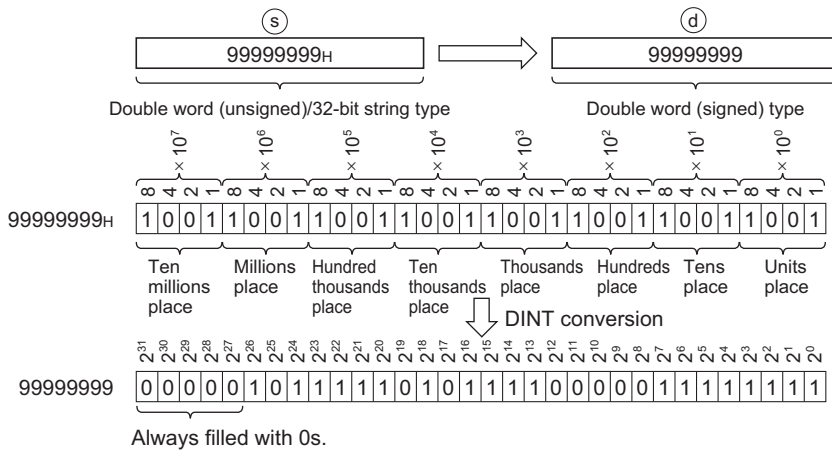 s d
99999999H 99999999
Double word (unsigned)/32-bit string type Double word (signed) type
×10⁷ ×10⁶ ×10⁵ ×10⁴ ×10³ ×10² ×10¹ ×10⁰
8 4 2 1 8 4 2 1 8 4 2 1 8 4 2 1 8 4 2 1 8 4 2 1 8 4 2 1 8 4 2 1
99999999H 1 0 0 1 1 0 0 1 1 0 0 1 1 0 0 1 1 0 0 1 1 0 0 1 1 0 0 1 1 0 0 1
Ten Millions Hundred Ten Thousands Hundreds Tens Units
millions place thousands thousands place place place place
place place place
DINT conversion
2³¹ 2³⁰ 2²⁹ 2²⁸ 2²⁷ 2²⁶ 2²⁵ 2²⁴ 2²³ 2²² 2²¹ 2²⁰ 2¹⁹ 2¹⁸ 2¹⁷ 2¹⁶ 2¹⁵ 2¹⁴ 2¹³ 2¹² 2¹¹ 2¹⁰ 2⁹ 2⁸ 2⁷ 2⁶ 2⁵ 2⁴ 2³ 2² 2¹ 2⁰
99999999 0 0 0 0 0 1 0 1 1 1 1 1 0 1 0 1 1 1 1 0 0 0 0 0 1 1 1 1 1 1 1 1
Always filled with 0s.